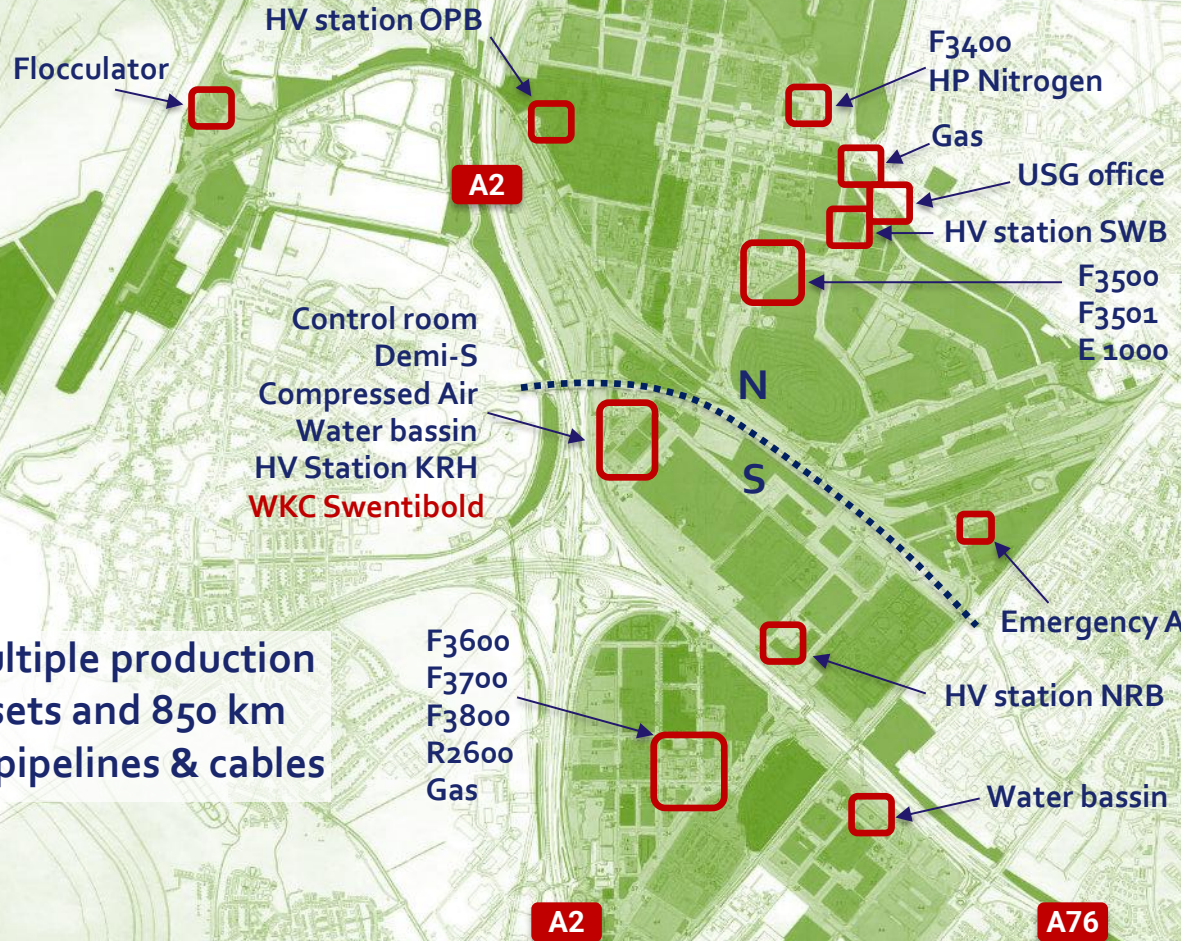 HV station OPB
Flocculator
F3400
HP Nitrogen
Gas
USG office
A2
HV station SWB
F3500
F3501
E 1000
Control room
Demi-S
Compressed Air
Water bassin
HV Station KRH
WKC Swentibold
N
S
Emergency A
ultiple production
sets and 850 km
pipelines & cables
F3600
F3700
F3800
R2600
Gas
HV station NRB
Water bassin
A2
A76